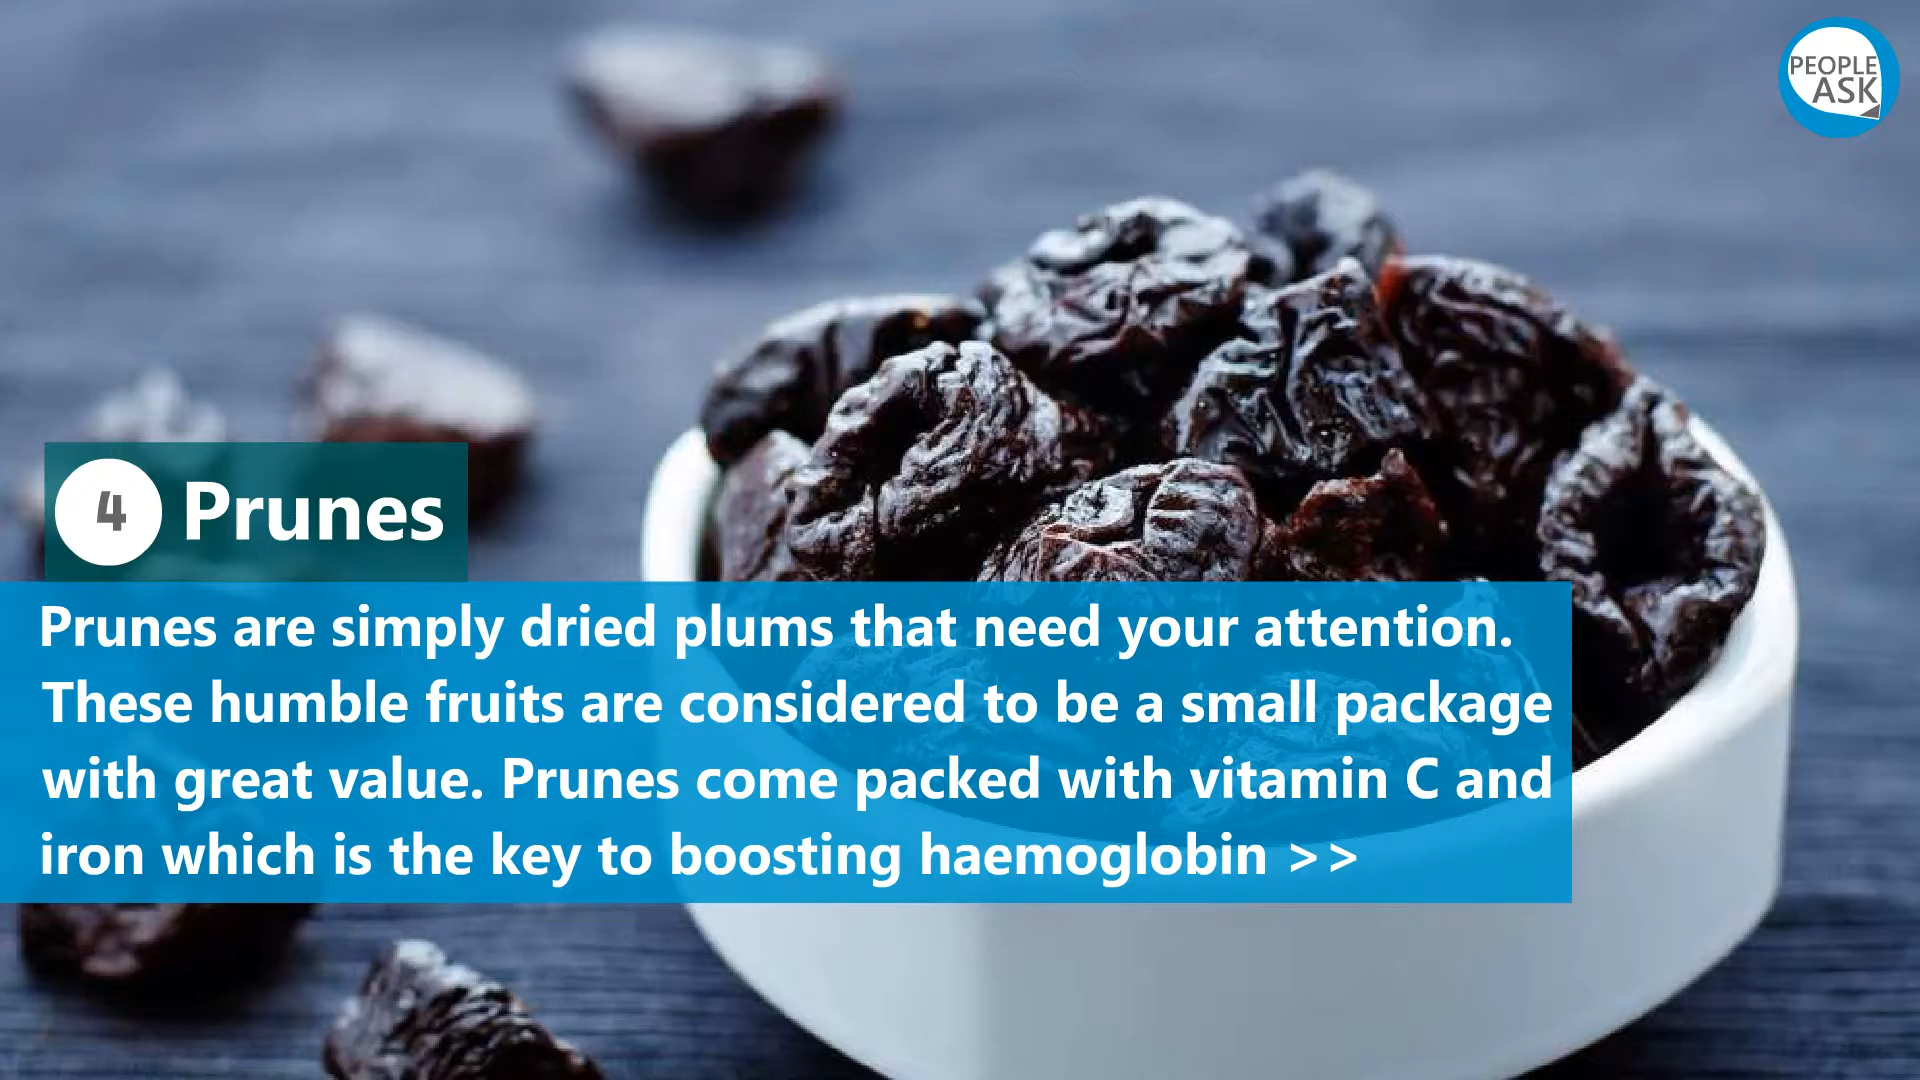 PEOPLE
ASK
4 Prunes
Prunes are simply dried plums that need your attention.
These humble fruits are considered to be a small package
with great value. Prunes come packed with vitamin C and
iron which is the key to boosting haemoglobin >>